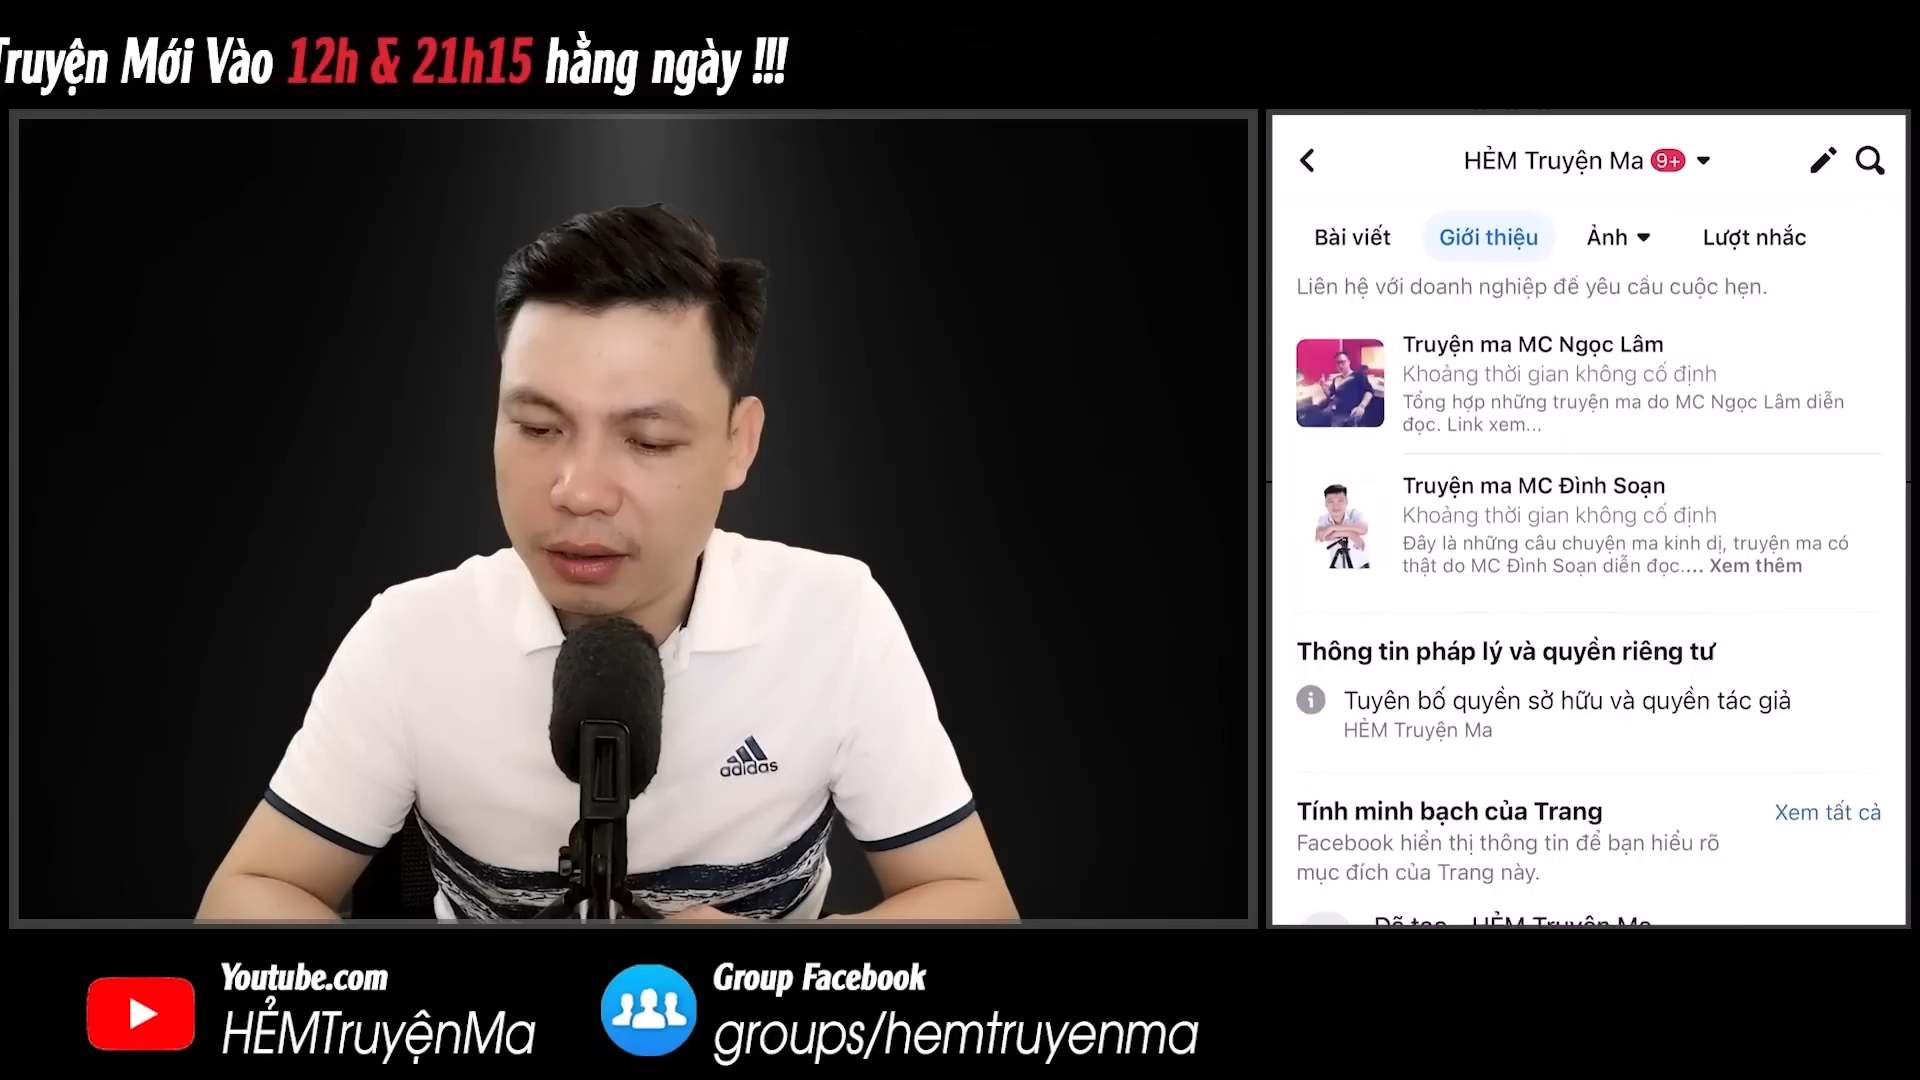 Truyện Mới Vào 12h & 21h15 hằng ngày !!!
HẺM Truyện Ma 9+
Bài viết Giới thiệu Ảnh Lượt nhắc
Liên hệ với doanh nghiệp để yêu cầu cuộc hẹn.
Truyện ma MC Ngọc Lâm
Khoảng thời gian không cố định
Tổng hợp những truyện ma do MC Ngọc Lâm diễn
đọc. Link xem...
Truyện ma MC Đình Soạn
Khoảng thời gian không cố định
Đây là những câu chuyện ma kinh dị, truyện ma có
thật do MC Đình Soạn diễn đọc.... Xem thêm
Thông tin pháp lý và quyền riêng tư
Tuyên bố quyền sở hữu và quyền tác giả
HẺM Truyện Ma
Tính minh bạch của Trang Xem tất cả
Facebook hiển thị thông tin để bạn hiểu rõ
mục đích của Trang này.
Đã tạo - HẺM Truyện Ma
adidas
Youtube.com
HẺMTruyệnMa
Group Facebook
groups/hemtruyenma